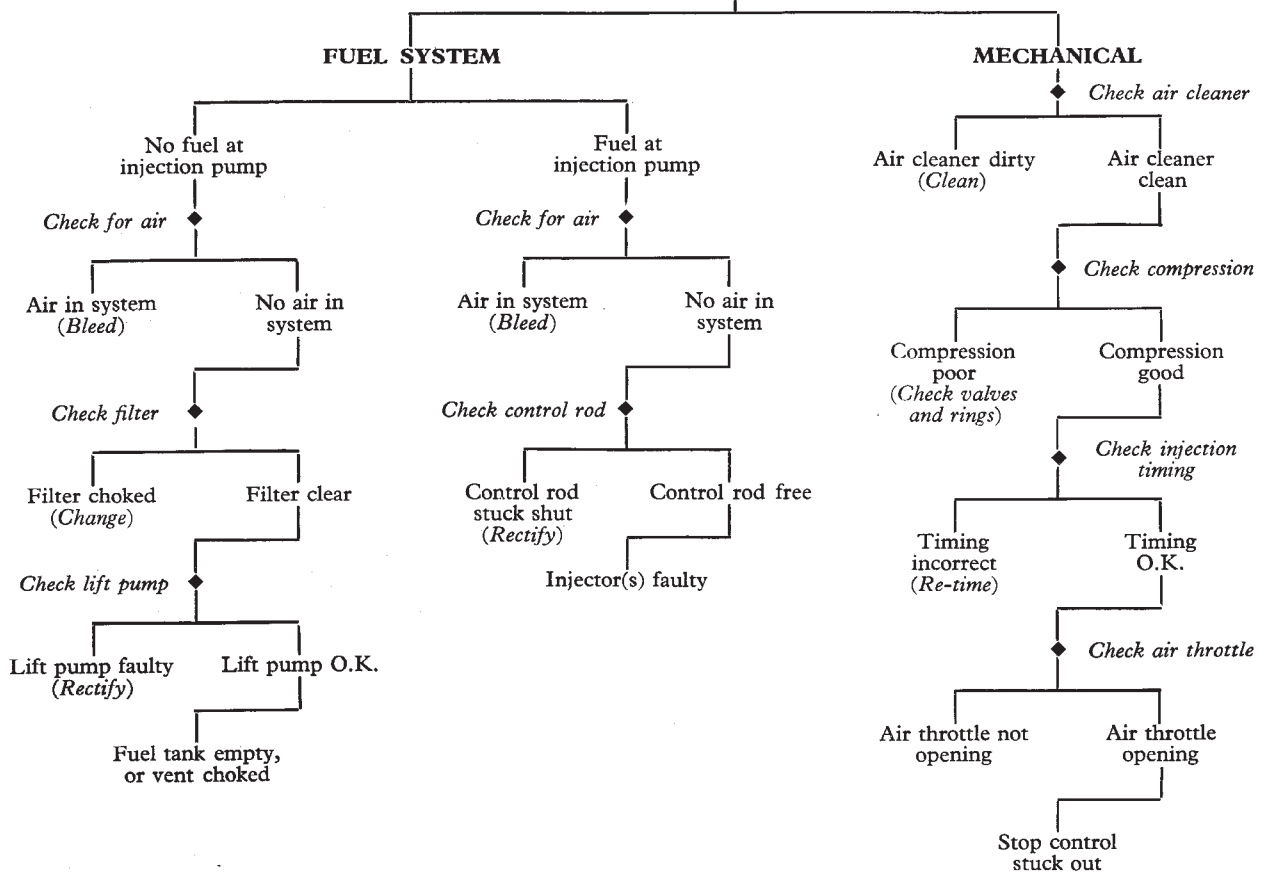 FUEL SYSTEM
No fuel at
injection pump
Check for air
Air in system
(Bleed)
No air in
system
Check filter
Filter choked
(Change)
Filter clear
Check lift pump
Lift pump faulty
(Rectify)
Lift pump O.K.
Fuel tank empty,
or vent choked
Fuel at
injection pump
Check for air
Air in system
(Bleed)
No air in
system
Check control rod
Control rod
stuck shut
(Rectify)
Control rod free
Injector(s) faulty
MECHANICAL
Check air cleaner
Air cleaner dirty
(Clean)
Air cleaner
clean
Check compression
Compression
poor
(Check valves
and rings)
Compression
good
Check injection
timing
Timing
incorrect
(Re-time)
Timing
O.K.
Check air throttle
Air throttle not
opening
Air throttle
opening
Stop control
stuck out